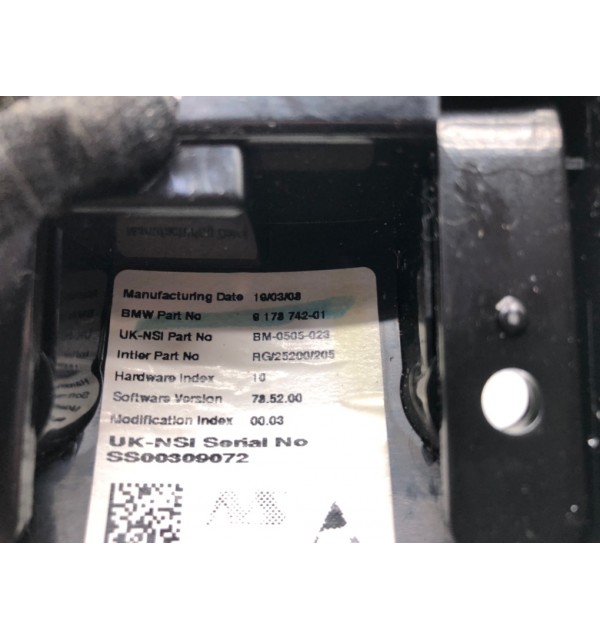 Manufacturing Date 19/03/08
BMW Part No 9 178 742-01
UK-NSI Part No BM-0505-023
Intier Part No RG/25200/205
Hardware Index 10
Software Version 78.52.00
Modification Index 00.03
UK-NSI Serial No
SS00309072